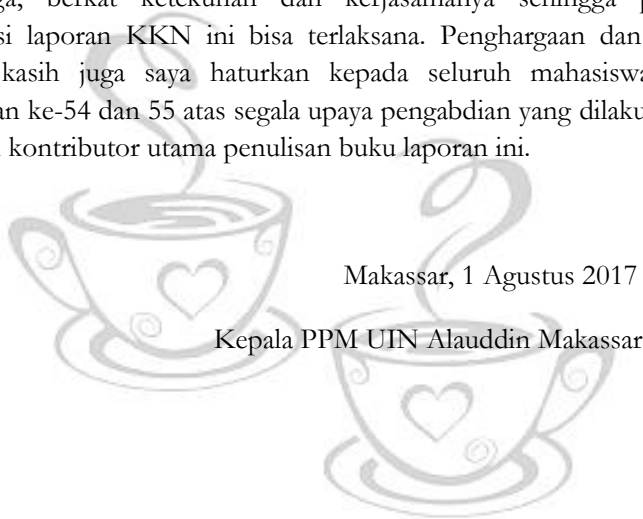 berkat ketekunan dan kerjasamanya sehingga
laporan KKN ini bisa terlaksana. Penghargaan dan
kasih juga saya haturkan kepada seluruh mahasiswa
ke-54 dan 55 atas segala upaya pengabdian yang
kontributor utama penulisan buku laporan ini.
Makassar, 1 Agustus 2017
Kepala PPM UIN Alauddin Makassar